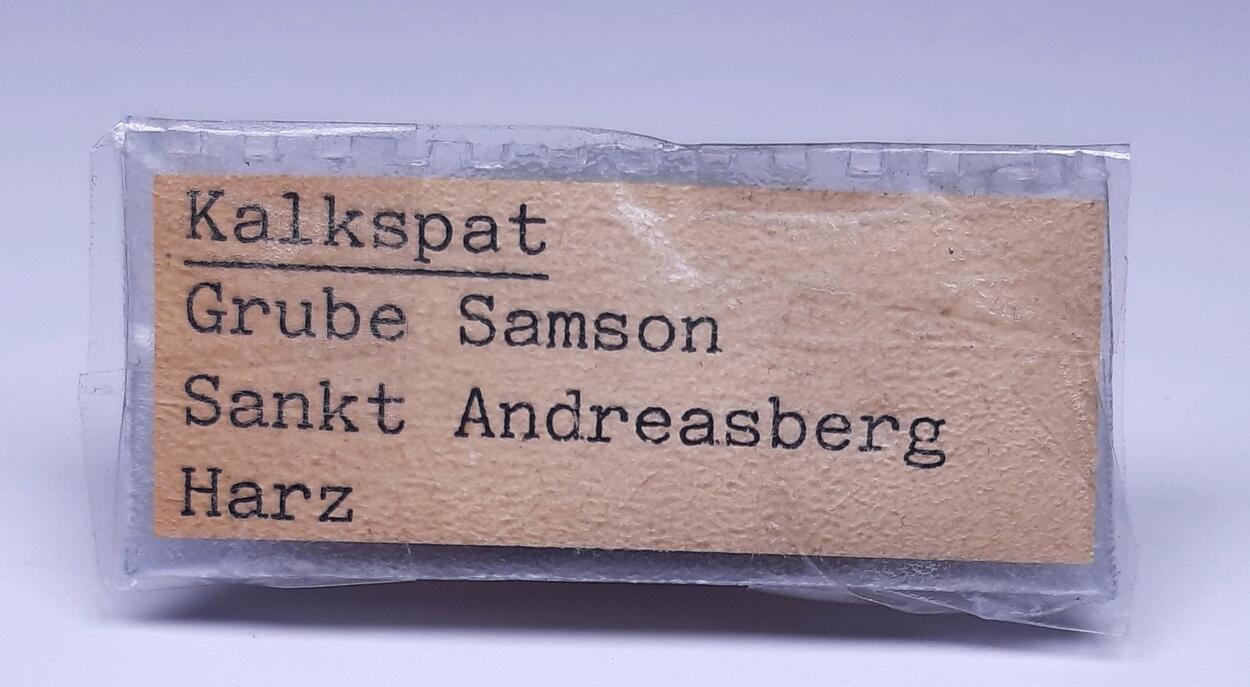 Kalkspat
Grube Samson
Sankt Andreasberg
Harz